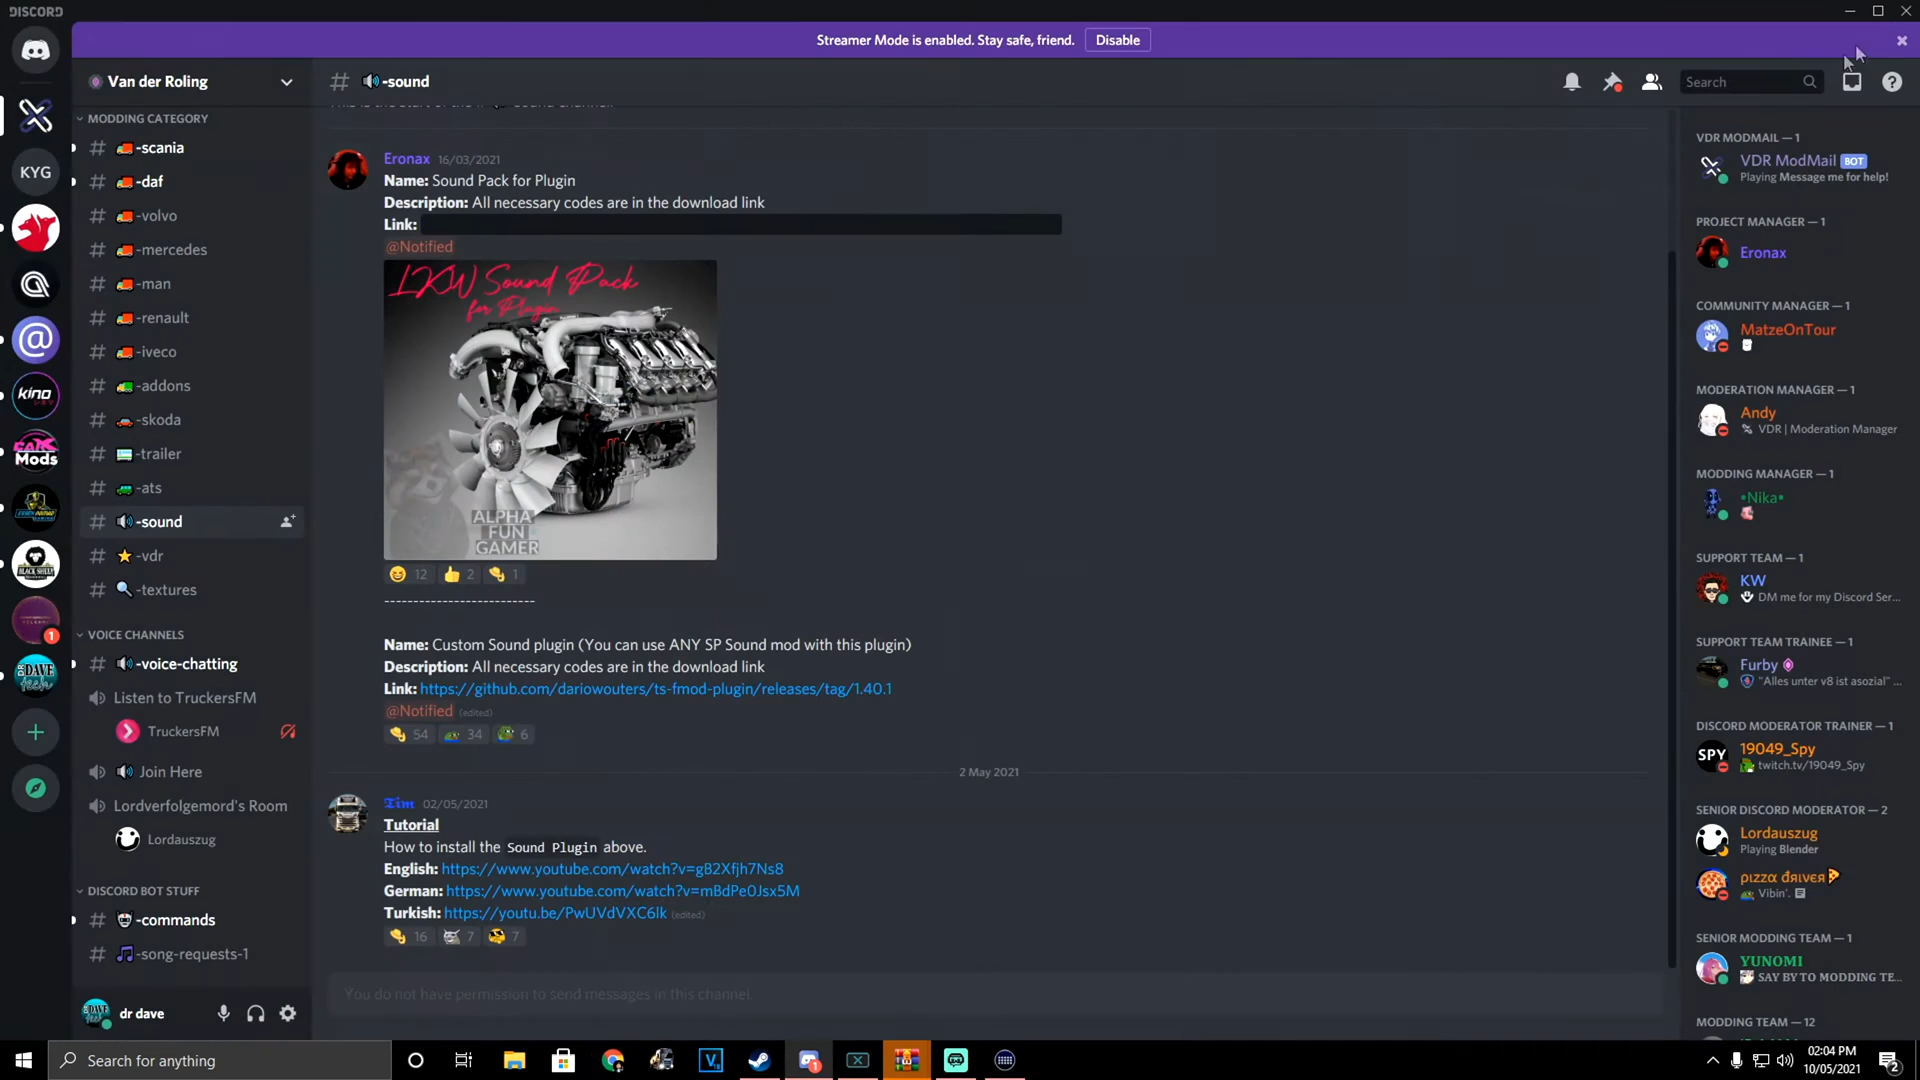 DISCORD
Streamer Mode is enabled. Stay safe, friend. Disable
Van der Roling
MODDING CATEGORY
-scania
-daf
-volvo
-mercedes
-man
-renault
-iveco
-addons
-skoda
-trailer
-ats
-sound
-vdr
-textures
VOICE CHANNELS
-voice-chatting
Listen to TruckersFM
TruckersFM
Join Here
Lordverfolgemord's Room
Lordauszug
DISCORD BOT STUFF
-commands
-song-requests-1
dr dave
KYG
@
kino
Mods
BLACK SHEEP
1
DAVE
tech
# -sound
Search
Eronax 16/03/2021
Name: Sound Pack for Plugin
Description: All necessary codes are in the download link
Link:
@Notified
LKW Sound Pack
for Plugin
ALPHA
FUN
GAMER
12 2 1
-------------------------
Name: Custom Sound plugin (You can use ANY SP Sound mod with this plugin)
Description: All necessary codes are in the download link
Link: https://github.com/dariowouters/ts-fmod-plugin/releases/tag/1.40.1
@Notified (edited)
54 34 6
2 May 2021
Tim 02/05/2021
Tutorial
How to install the Sound Plugin above.
English: https://www.youtube.com/watch?v=gB2Xfjh7Ns8
German: https://www.youtube.com/watch?v=mBdPe0Jsx5M
Turkish: https://youtu.be/PwUVdVXC6lk (edited)
16 7 7
You do not have permission to send messages in this channel.
VDR MODMAIL — 1
VDR ModMail BOT
Playing Message me for help!
PROJECT MANAGER — 1
Eronax
COMMUNITY MANAGER — 1
MatzeOnTour
MODERATION MANAGER — 1
Andy
VDR | Moderation Manager
MODDING MANAGER — 1
•Nika•
SUPPORT TEAM — 1
KW
DM me for my Discord Ser...
SUPPORT TEAM TRAINEE — 1
Furby
"Alles unter v8 ist asozial" ...
DISCORD MODERATOR TRAINER — 1
SPY
19049_Spy
twitch.tv/19049_Spy
SENIOR DISCORD MODERATOR — 2
Lordauszug
Playing Blender
ριzzα đяινєя
Vibin'.
SENIOR MODDING TEAM — 1
YUNOMI
SAY BY TO MODDING TE...
MODDING TEAM — 12
Search for anything
02:04 PM
10/05/2021
2